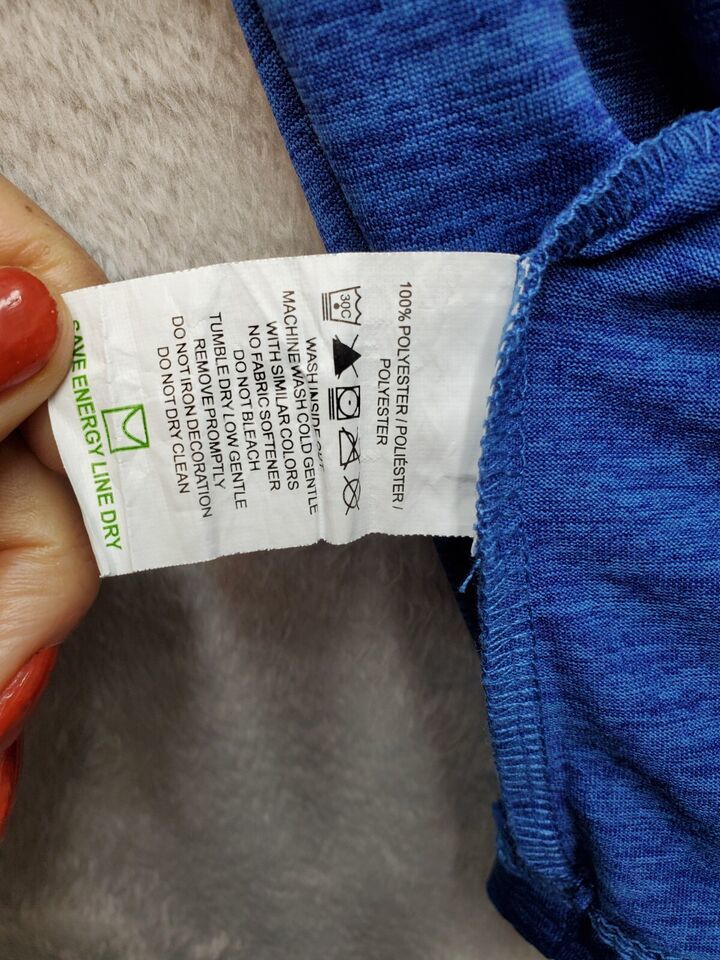 100% POLYESTER / POLIÉSTER /
POLYESTER
30C
WASH INSIDE OUT
MACHINE WASH COLD GENTLE
WITH SIMILAR COLORS
NO FABRIC SOFTENER
DO NOT BLEACH
TUMBLE DRY LOW GENTLE
REMOVE PROMPTLY
DO NOT IRON DECORATION
DO NOT DRY CLEAN
SAVE ENERGY LINE DRY